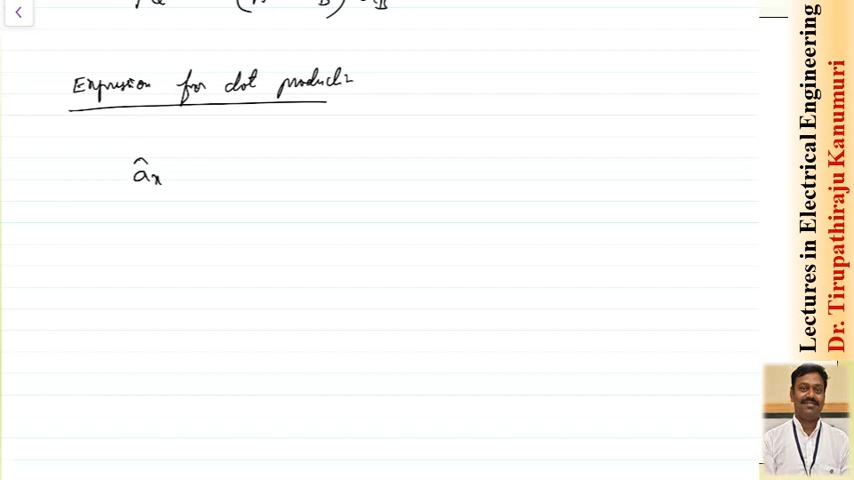 Expression for dot product
âₓ
Lectures in Electrical Engineering
Dr. Tirupathiraju Kanumuri